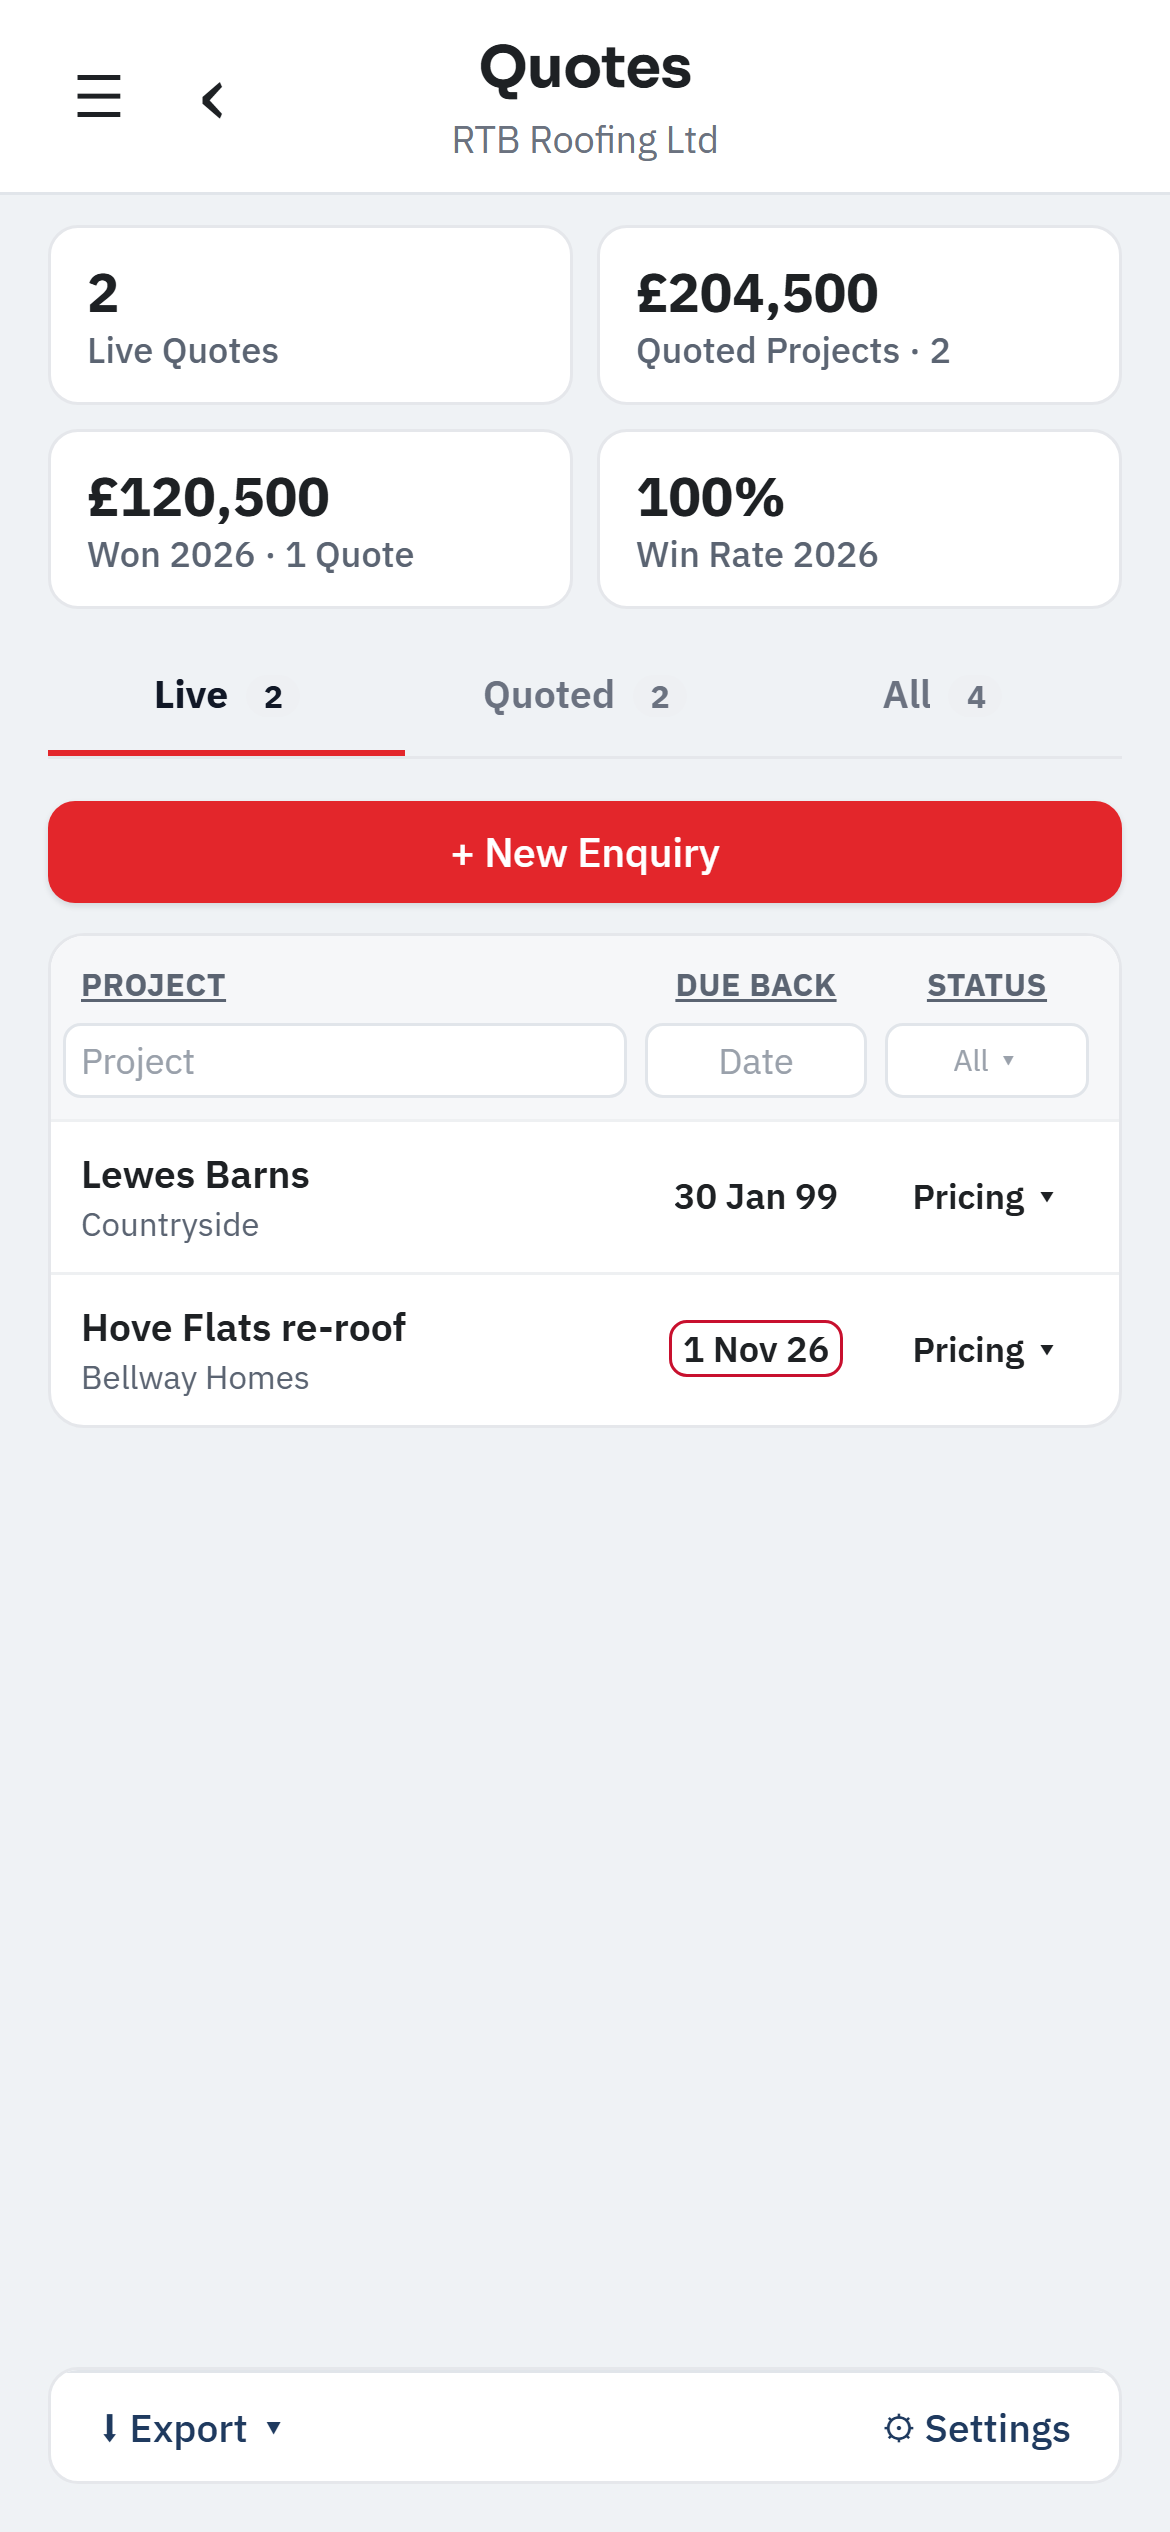 Quotes
RTB Roofing Ltd
2
Live Quotes
£204,500
Quoted Projects · 2
£120,500
Won 2026 · 1 Quote
100%
Win Rate 2026
Live 2 Quoted 2 All 4
+ New Enquiry
PROJECT DUE BACK STATUS
Project Date All
Lewes Barns
Countryside
30 Jan 99 Pricing
Hove Flats re-roof
Bellway Homes
1 Nov 26 Pricing
Export Settings